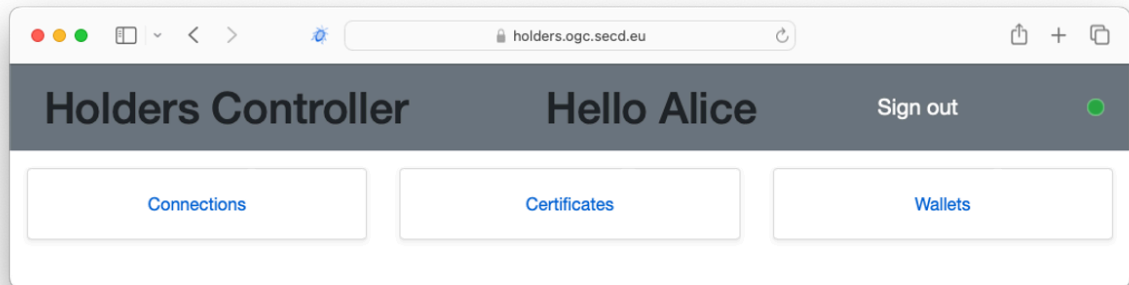 holders.ogc.secd.eu
Holders Controller Hello Alice Sign out
Connections Certificates Wallets